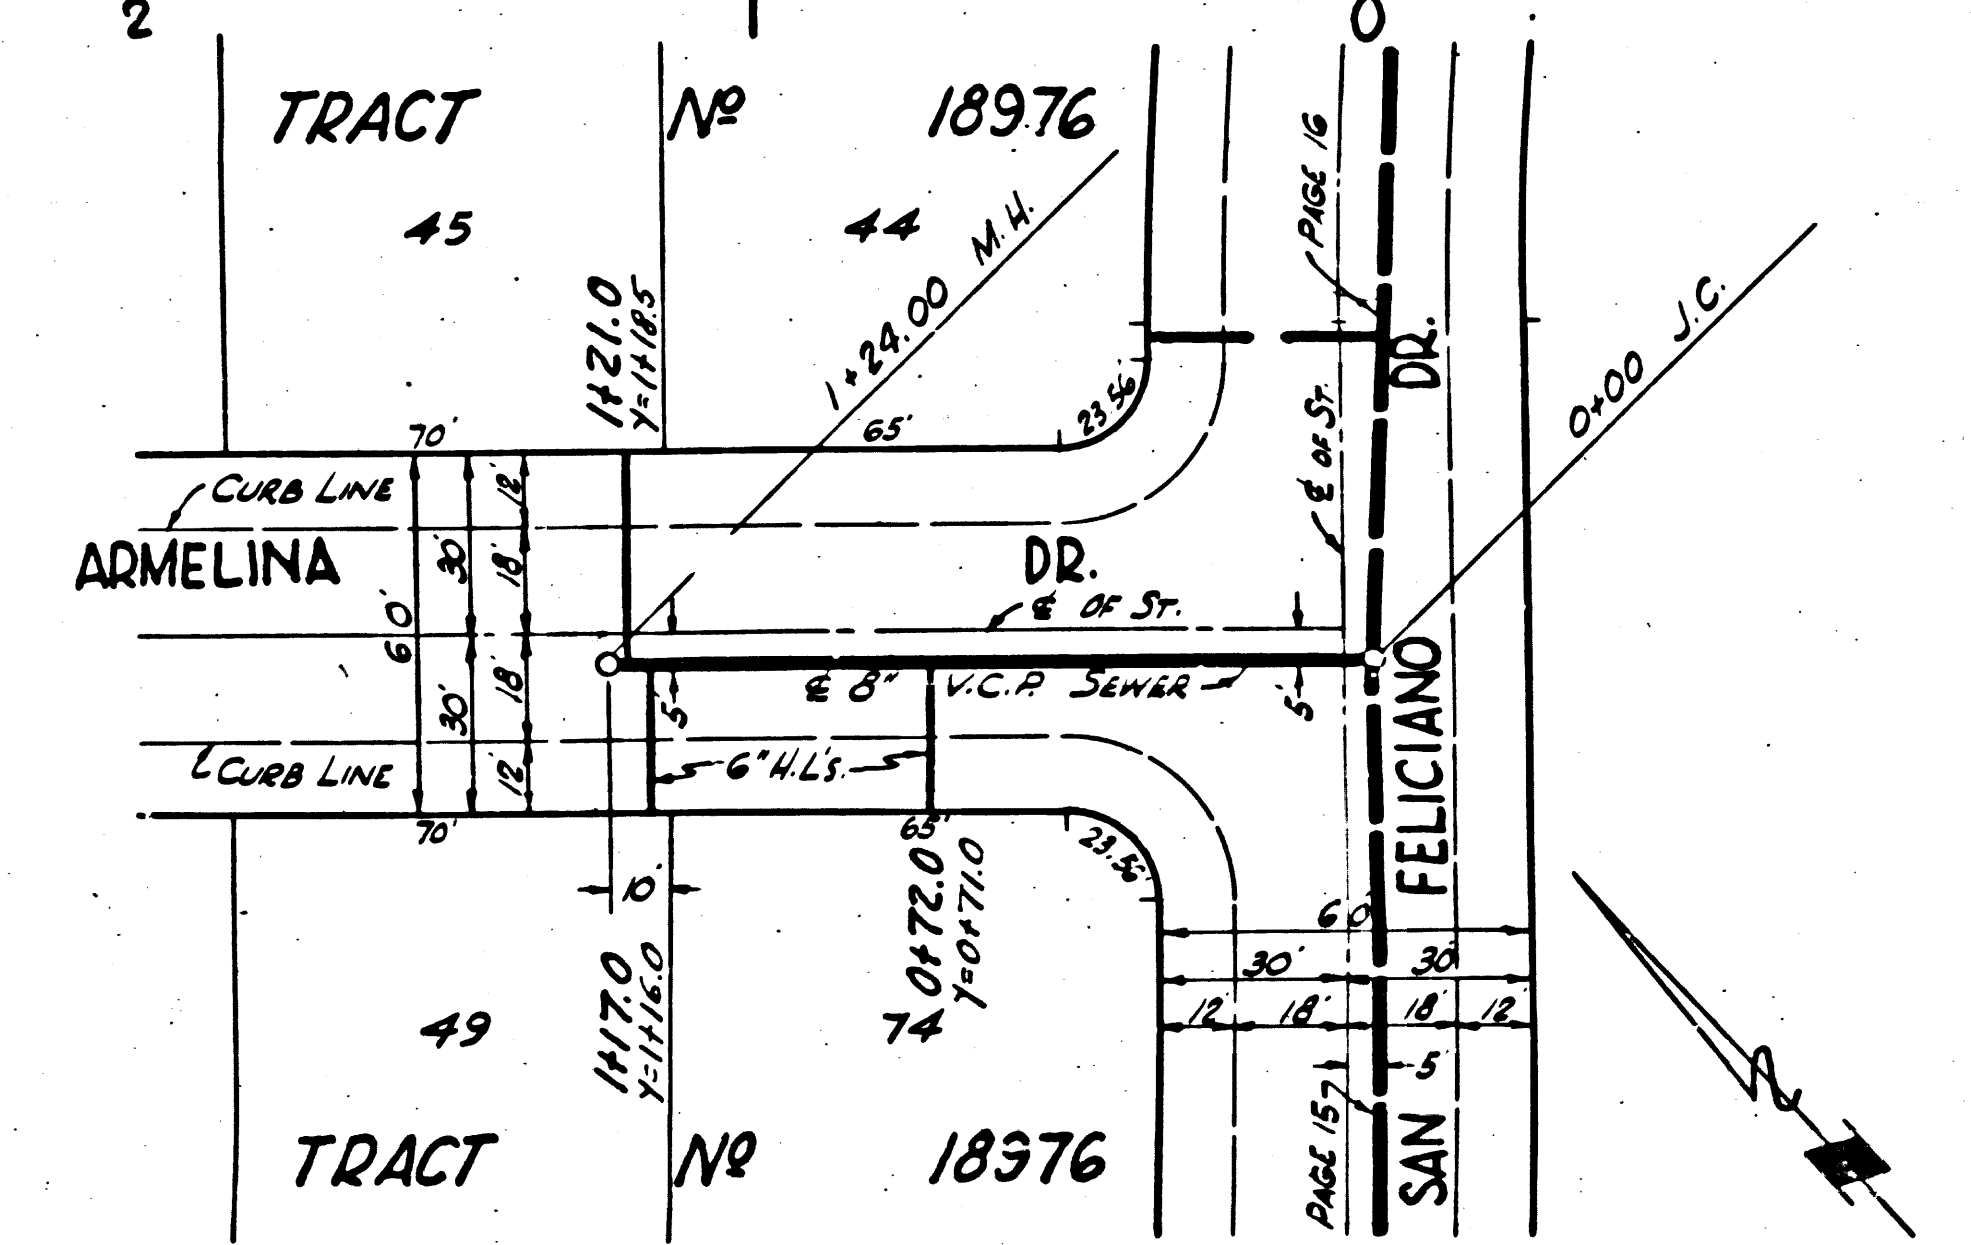 2 1 0
TRACT Nº 18976
45
44
1+21.0
Y=1+18.5
1+24.00 M.H.
PAGE 16
0+00 J.C.
70'
65'
23.56'
℄ OF ST.
DR.
CURB LINE
12'
ARMELINA DR.
30'
18'
60'
℄ OF ST.
30'
18'
5'
℄ 8" V.C.P. SEWER
5'
CURB LINE
12'
6" H.L's.
SAN FELICIANO
70'
65'
23.56'
10'
0+72.0
Y=0+71.0
1+17.0
Y=1+16.0
60'
30' 30'
12' 18' 18' 12'
5'
PAGE 15
49
74
N
TRACT Nº 18976